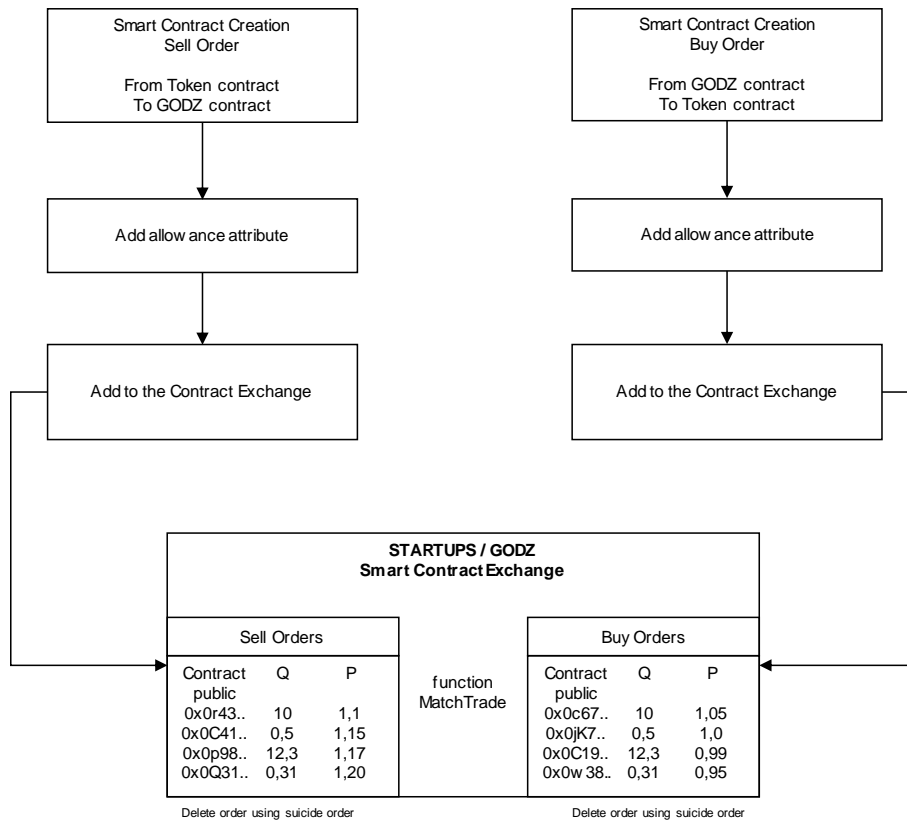 Smart Contract Creation
Sell Order
From Token contract
To GODZ contract
Add allow ance attribute
Add to the Contract Exchange
Smart Contract Creation
Buy Order
From GODZ contract
To Token contract
Add allow ance attribute
Add to the Contract Exchange
STARTUPS / GODZ
Smart Contract Exchange
Sell Orders
Contract public Q P
0x0r43.. 10 1,1
0x0C41.. 0,5 1,15
0x0p98.. 12,3 1,17
0x0Q31.. 0,31 1,20
function
MatchTrade
Buy Orders
Contract public Q P
0x0c67.. 10 1,05
0x0jK7.. 0,5 1,0
0x0C19.. 12,3 0,99
0x0w 38.. 0,31 0,95
Delete order using suicide order
Delete order using suicide order